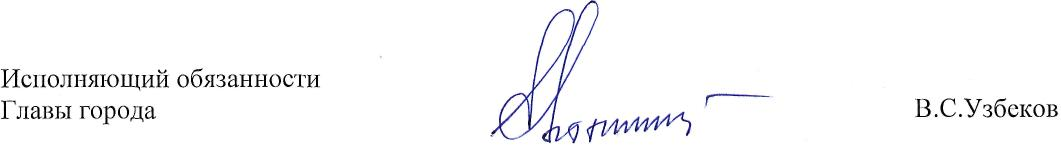 Исполняющий обязанности
Главы города В.С.Узбеков